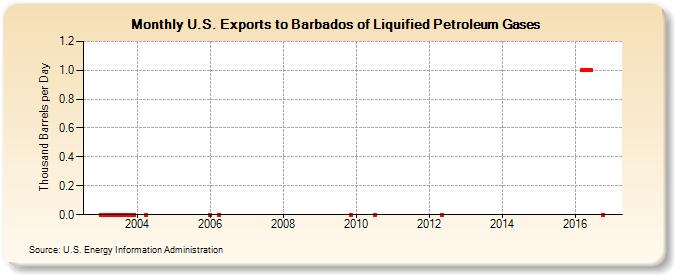 Monthly U.S. Exports to Barbados of Liquified Petroleum Gases
Thousand Barrels per Day
1.2
1.0
0.8
0.6
0.4
0.2
0.0
2004 2006 2008 2010 2012 2014 2016
Source: U.S. Energy Information Administration